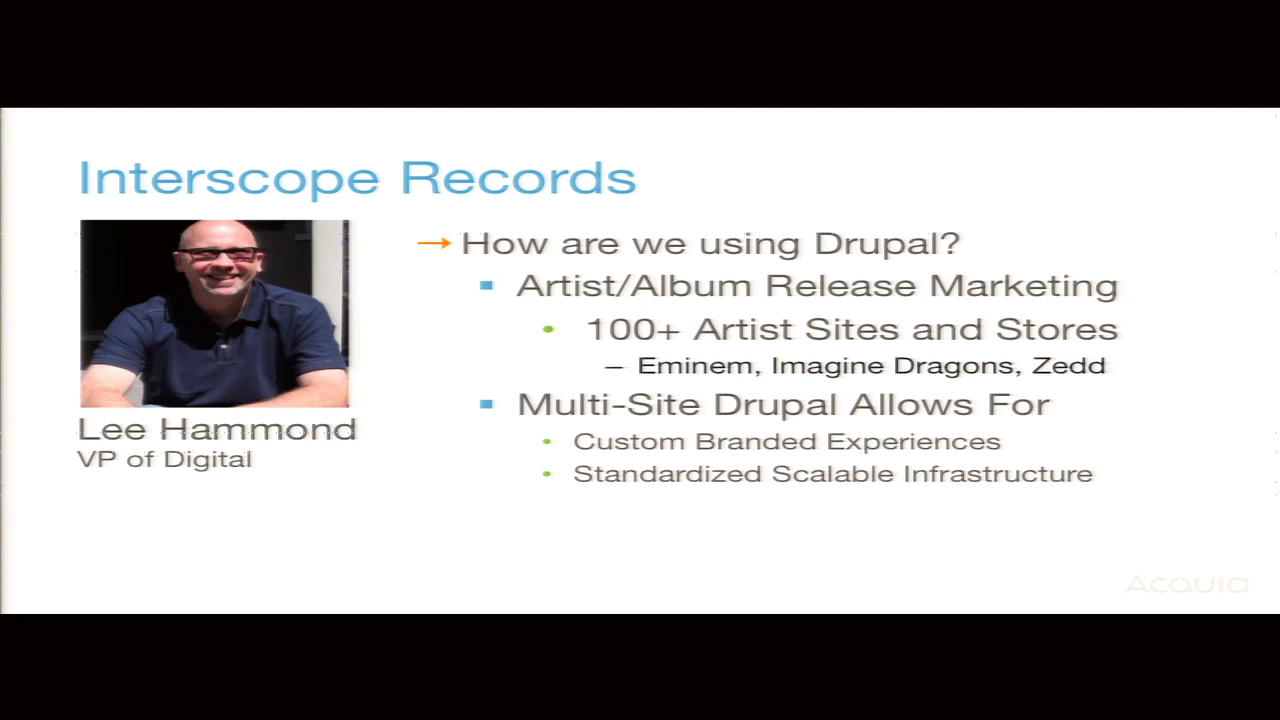 Interscope Records
Lee Hammond
VP of Digital
→ How are we using Drupal?
▪ Artist/Album Release Marketing
• 100+ Artist Sites and Stores
– Eminem, Imagine Dragons, Zedd
▪ Multi-Site Drupal Allows For
• Custom Branded Experiences
• Standardized Scalable Infrastructure
Acquia